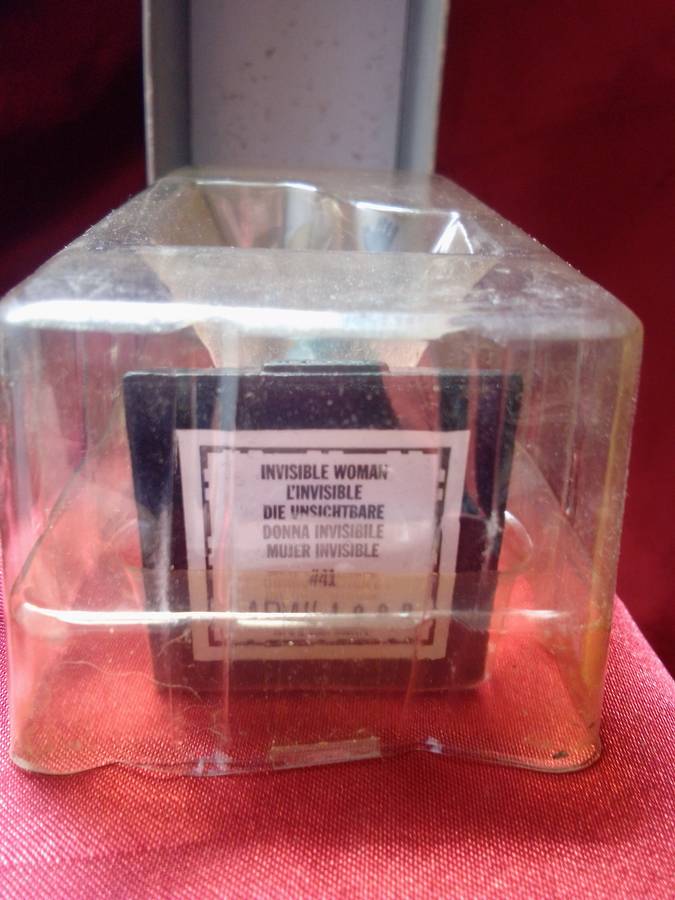 INVISIBLE WOMAN
L'INVISIBLE
DIE UNSICHTBARE
DONNA INVISIBILE
MUJER INVISIBLE
#41